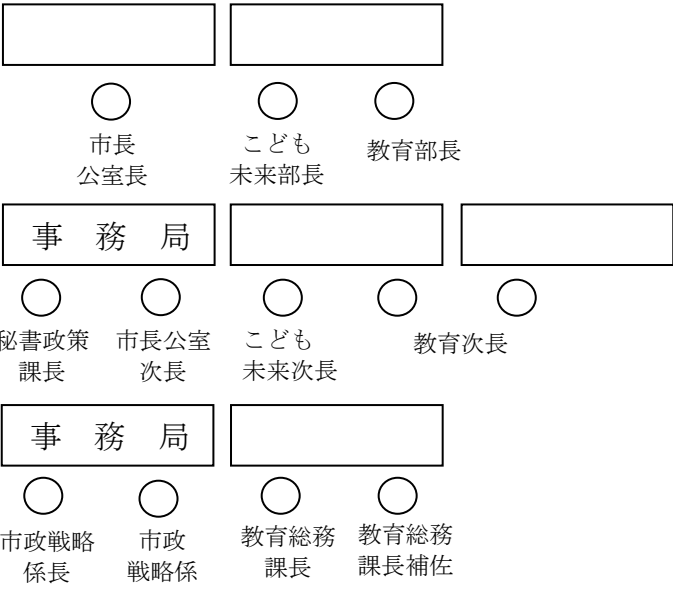 市長
公室長
こども
未来部長
教育部長
事　務　局
秘書政策
課長
市長公室
次長
こども
未来次長
教育次長
事　務　局
市政戦略
係長
市政
戦略係
教育総務
課長
教育総務
課長補佐